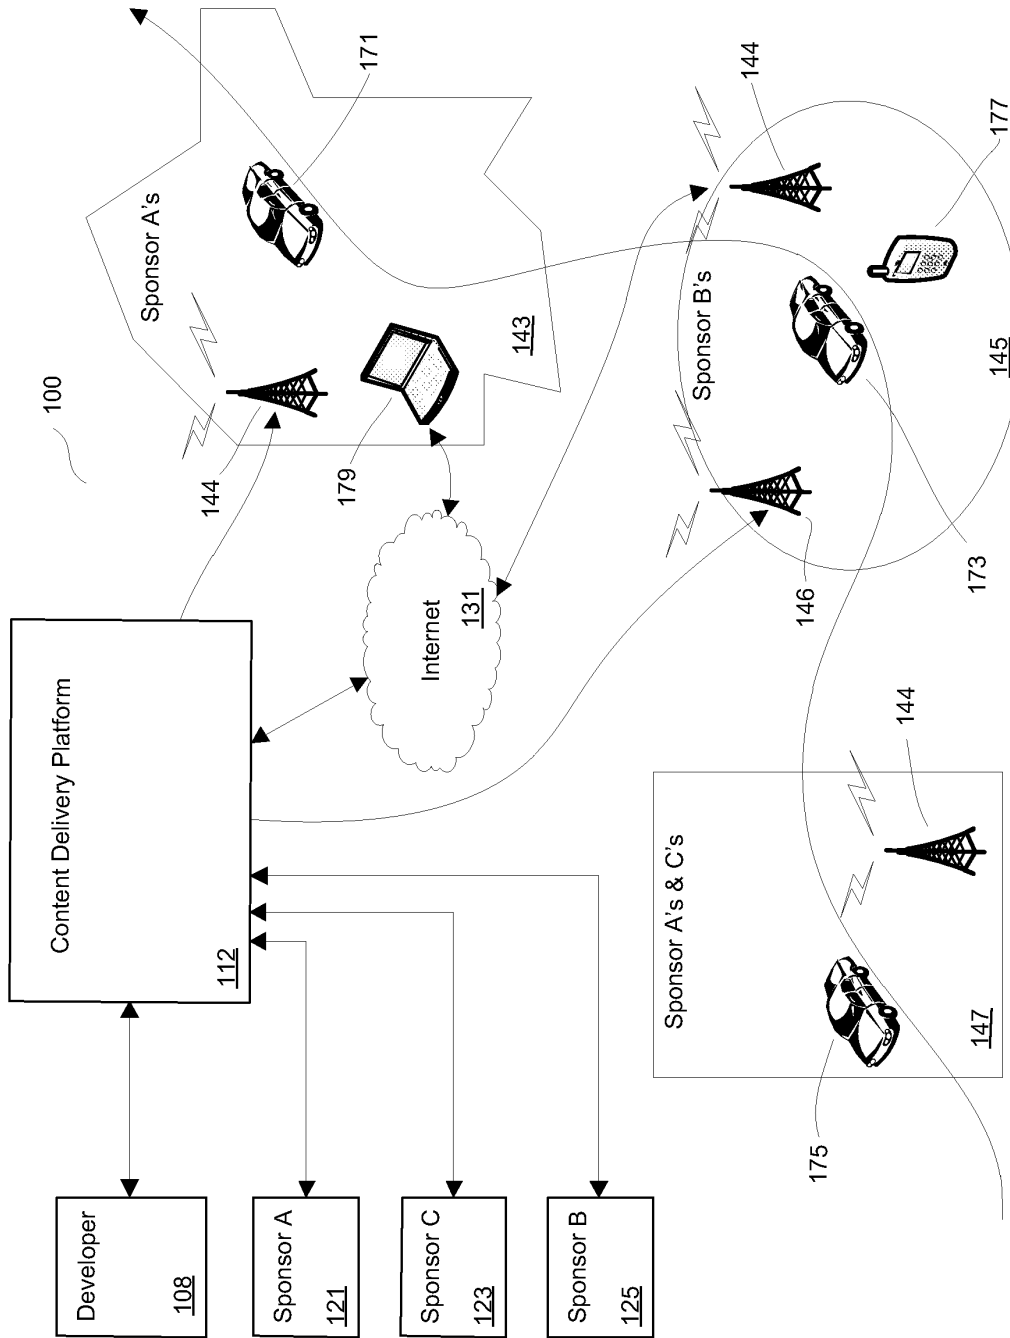 Developer
108
Sponsor A
121
Sponsor C
123
Sponsor B
125
Content Delivery Platform
112
Internet
131
100
144
179
Sponsor A's
143
171
Sponsor A's & C's
147
175
144
146
173
Sponsor B's
145
144
177